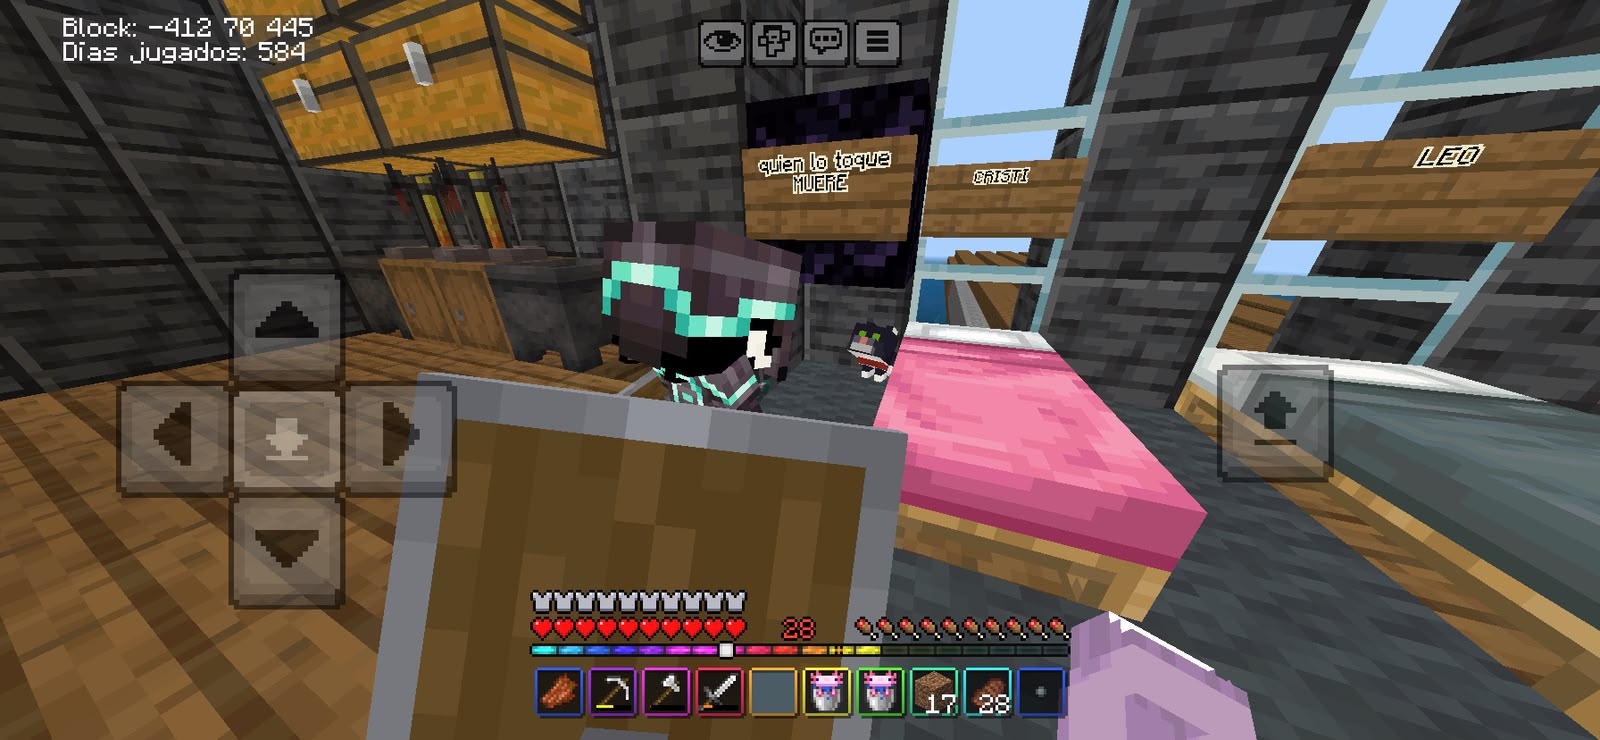 Block: -412 70 445
Días jugados: 584
quien lo toque
MUERE
CRISTI
LEO
28
17
28